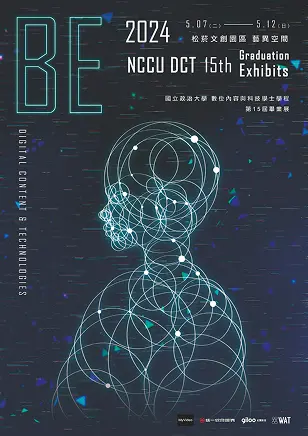 BE
2024
5.07(二)
5.12(日)
松菸文創園區 藝異空間
NCCU DCT 15th Graduation Exhibits
國立政治大學 數位內容與科技學士學程
第15屆畢業展
DIGITAL CONTENT & TECHNOLOGIES
MyVideo
giloo
WAT